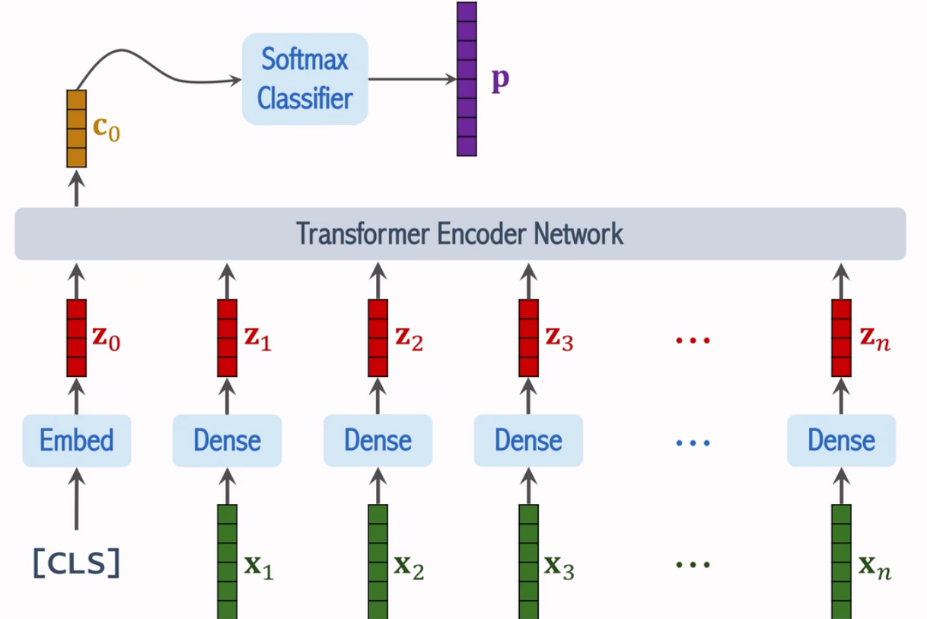 Softmax
Classifier
p
c₀
Transformer Encoder Network
z₀ z₁ z₂ z₃ ... zₙ
Embed Dense Dense Dense ... Dense
[CLS] x₁ x₂ x₃ ... xₙ